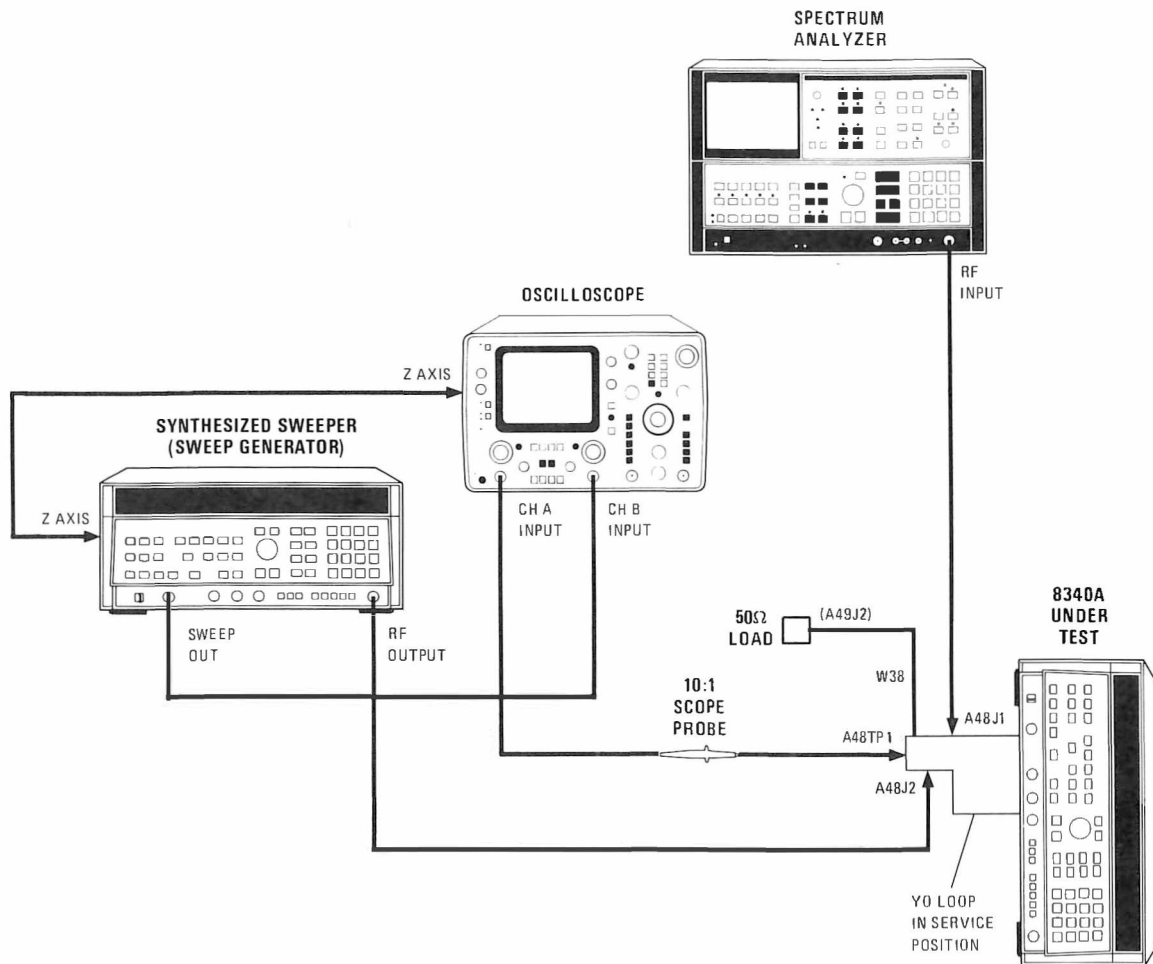 SPECTRUM
ANALYZER
RF
INPUT
OSCILLOSCOPE
Z AXIS
SYNTHESIZED SWEEPER
(SWEEP GENERATOR)
Z AXIS
CH A
INPUT
CH B
INPUT
SWEEP
OUT
RF
OUTPUT
50Ω
LOAD
(A49J2)
8340A
UNDER
TEST
W38
10:1
SCOPE
PROBE
A48J1
A48TP1
A48J2
YO LOOP
IN SERVICE
POSITION